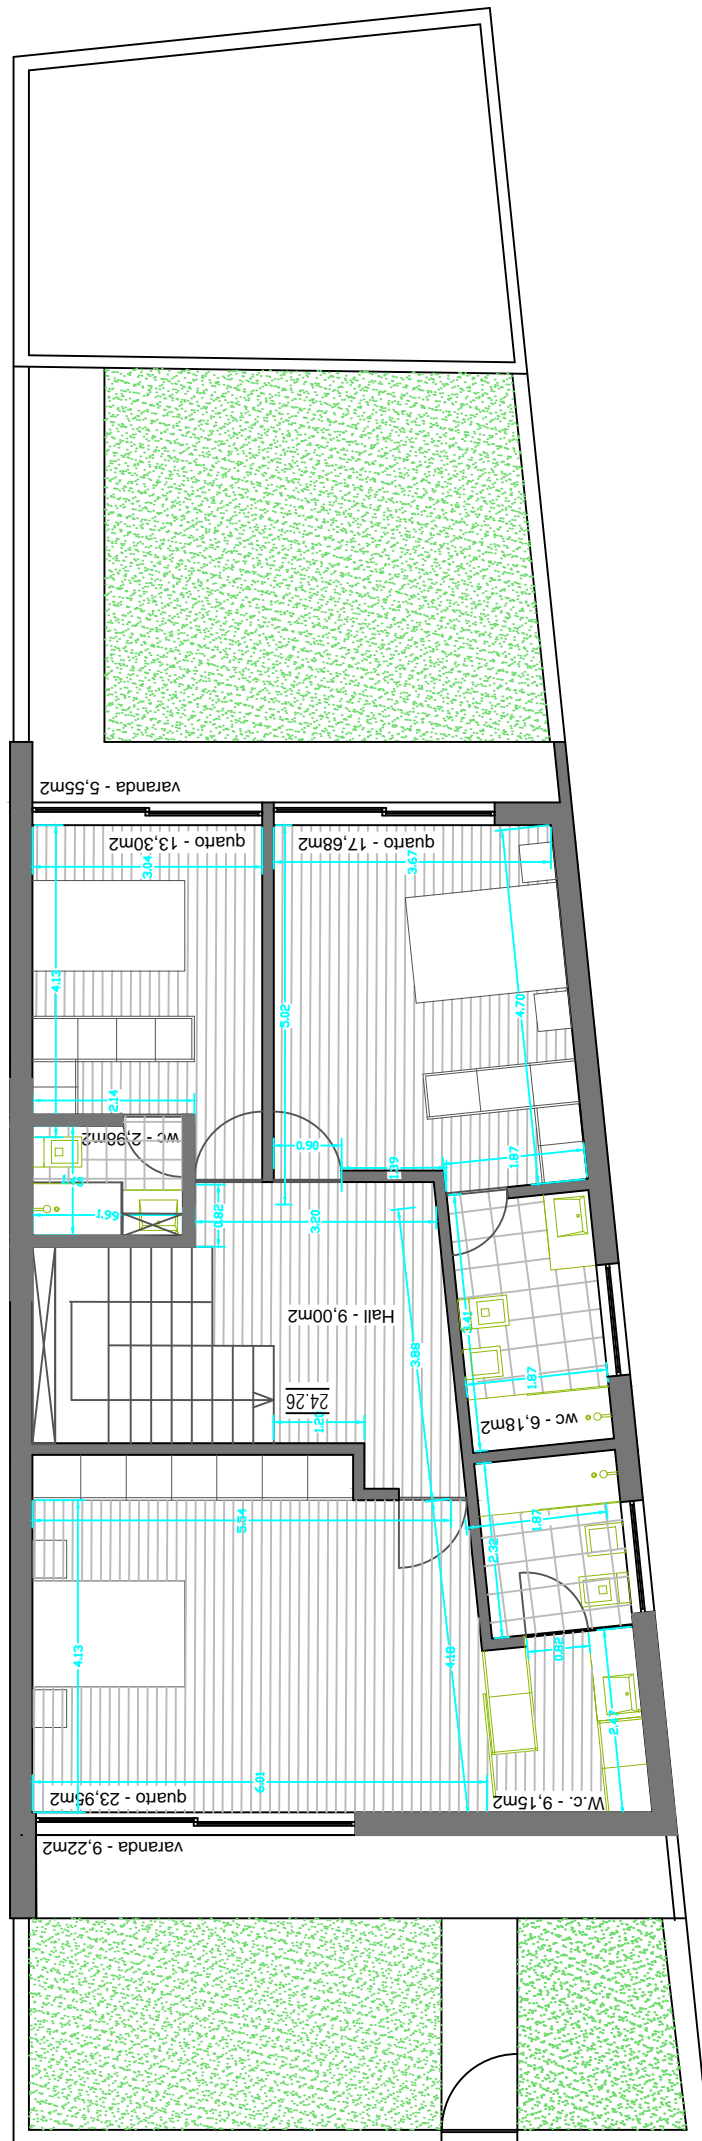 varanda - 5,55m2
quarto - 13,30m2
quarto - 17,68m2
3.04
3.67
4.13
5.02
4.70
2.14
wc - 2,98m2
0.90
1.39
1.87
1.45
1.99
0.82
3.20
Hall - 9,00m2
3.88
3.41
1.87
24.26
1.20
wc - 6,18m2
5.54
1.87
2.32
4.13
4.18
0.82
2.47
6.01
quarto - 23,95m2
W.c. - 9,15m2
varanda - 9,22m2